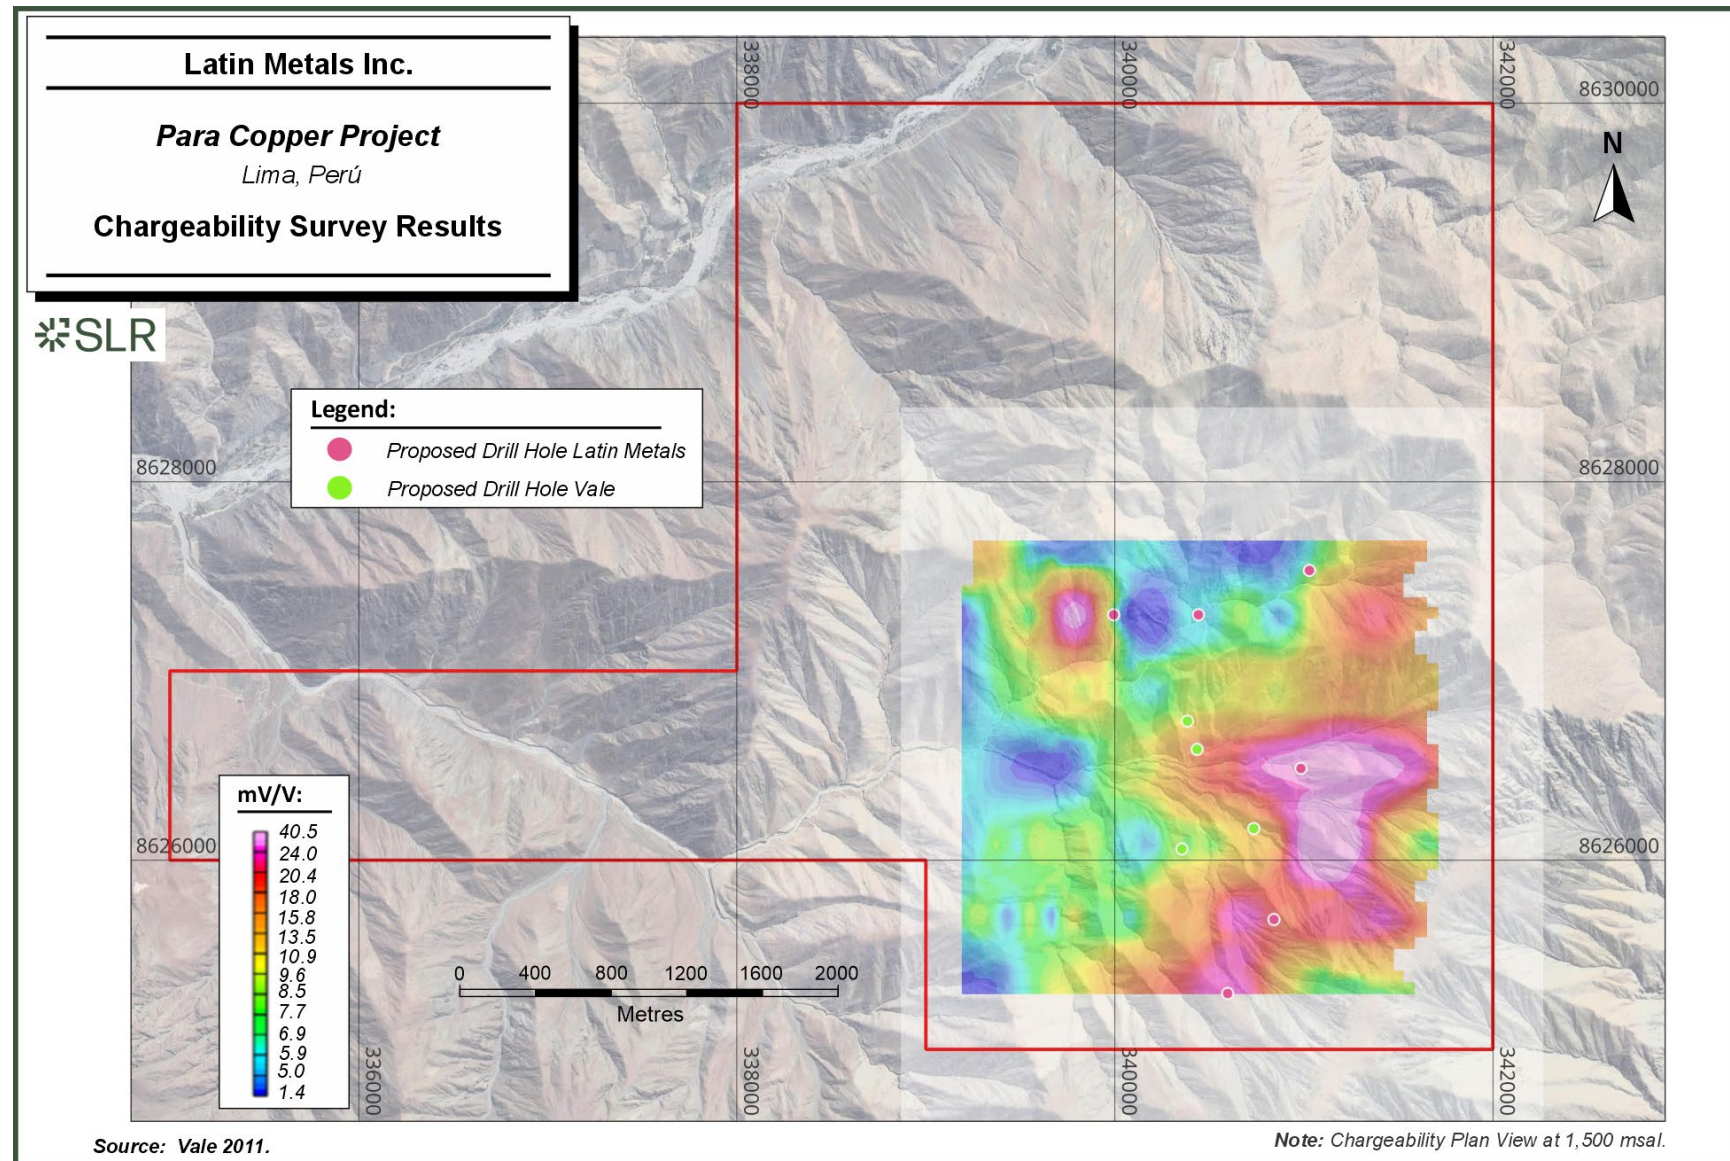 Latin Metals Inc.
Para Copper Project
Lima, Perú
Chargeability Survey Results
SLR
338000
340000
342000
8630000
N
Legend:
Proposed Drill Hole Latin Metals
Proposed Drill Hole Vale
8628000
8628000
mV/V:
40.5
24.0
20.4
18.0
15.8
13.5
10.9
9.6
8.5
7.7
6.9
5.9
5.0
1.4
8626000
8626000
0 400 800 1200 1600 2000
Metres
336000
338000
340000
342000
Source: Vale 2011.
Note: Chargeability Plan View at 1,500 msal.